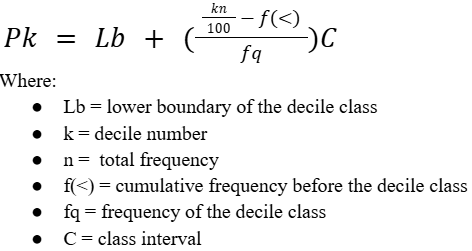 Pk = Lb + ( kn/100 − f(<) / fq )C
Where:
● Lb = lower boundary of the decile class
● k = decile number
● n = total frequency
● f(<) = cumulative frequency before the decile class
● fq = frequency of the decile class
● C = class interval